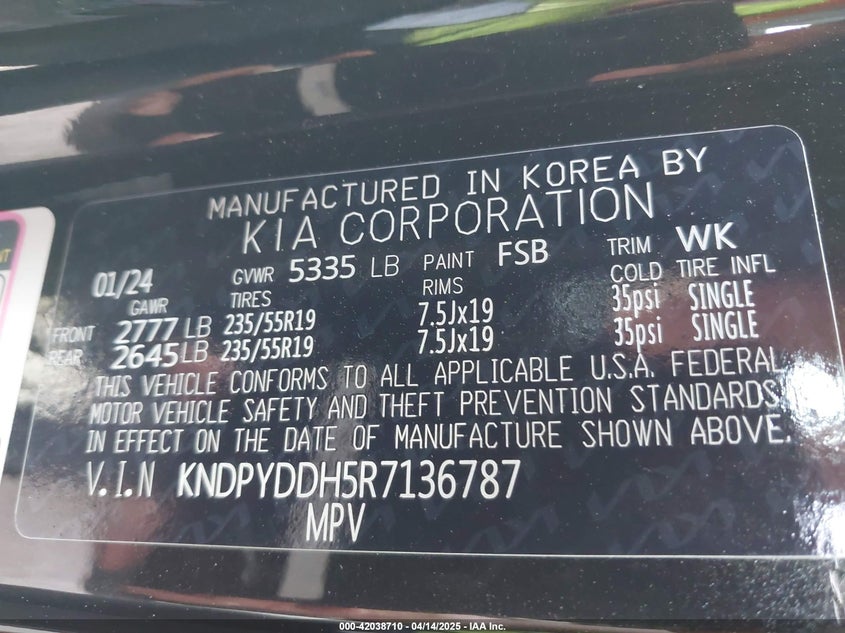 MANUFACTURED IN KOREA BY
KIA CORPORATION
01/24 GVWR 5335 LB PAINT FSB TRIM WK
GAWR TIRES RIMS COLD TIRE INFL
FRONT 2777 LB 235/55R19 7.5Jx19 35psi SINGLE
REAR 2645 LB 235/55R19 7.5Jx19 35psi SINGLE
THIS VEHICLE CONFORMS TO ALL APPLICABLE U.S.A. FEDERAL
MOTOR VEHICLE SAFETY AND THEFT PREVENTION STANDARDS
IN EFFECT ON THE DATE OF MANUFACTURE SHOWN ABOVE.
V.I.N KNDPYDDH5R7136787
MPV
000-42038710 - 04/14/2025 - IAA Inc.